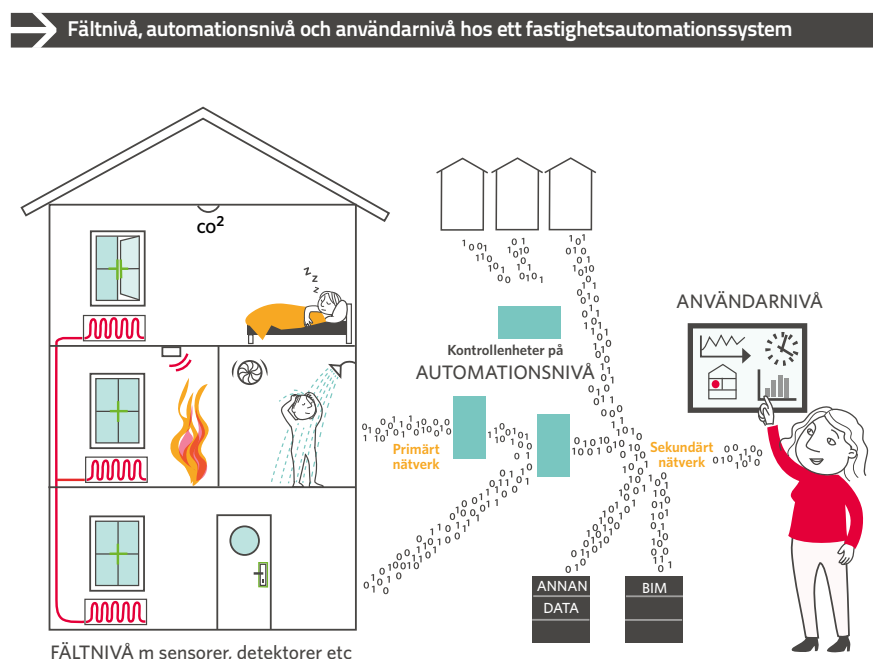 Fältnivå, automationsnivå och användarnivå hos ett fastighetsautomationssystem
co²
z z z
ANVÄNDARNIVÅ
Kontrollenheter på
AUTOMATIONSNIVÅ
Primärt
nätverk
Sekundärt
nätverk
ANNAN
DATA
BIM
FÄLTNIVÅ m sensorer, detektorer etc